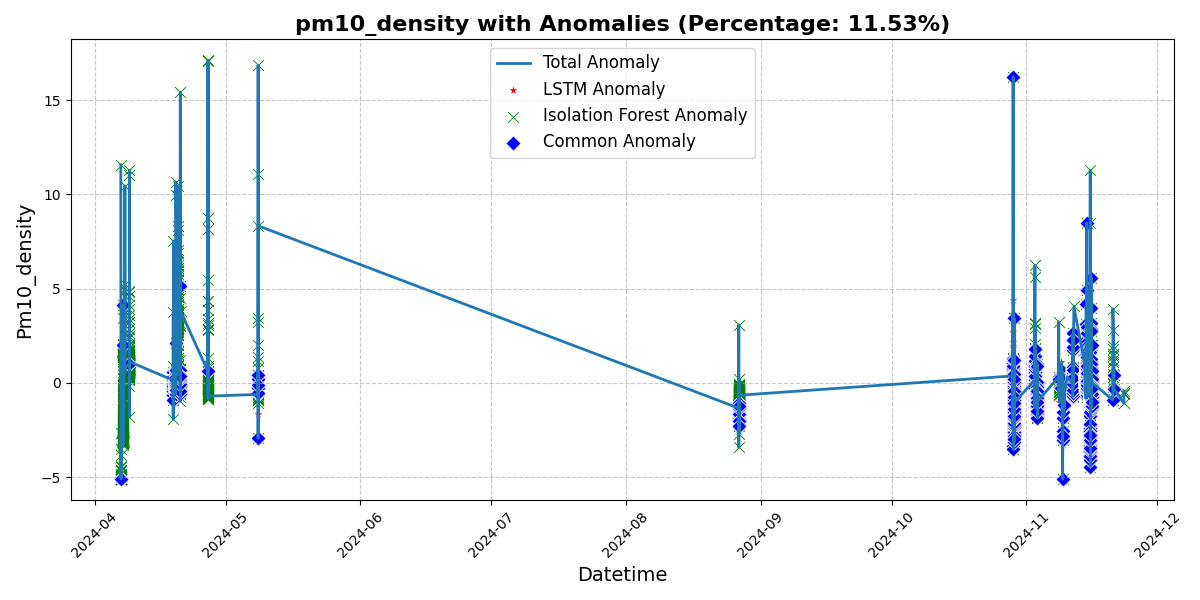 pm10_density with Anomalies (Percentage: 11.53%)
Total Anomaly
LSTM Anomaly
Isolation Forest Anomaly
Common Anomaly
Pm10_density
15
10
5
0
−5
2024-04
2024-05
2024-06
2024-07
2024-08
2024-09
2024-10
2024-11
2024-12
Datetime